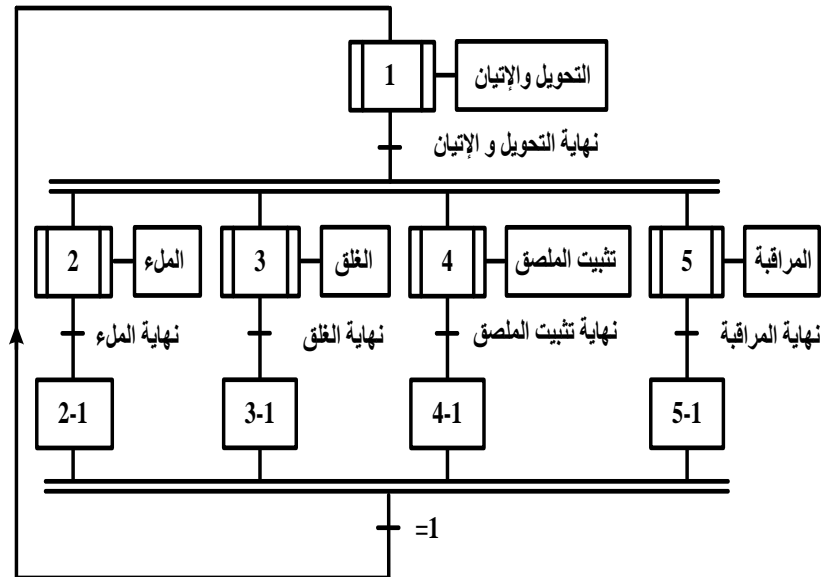 1
التحويل والإتيان
نهاية التحويل و الإتيان
2
الملء
3
الغلق
4
تثبيت الملصق
5
المراقبة
نهاية الملء
نهاية الغلق
نهاية تثبيت الملصق
نهاية المراقبة
2-1
3-1
4-1
5-1
=1